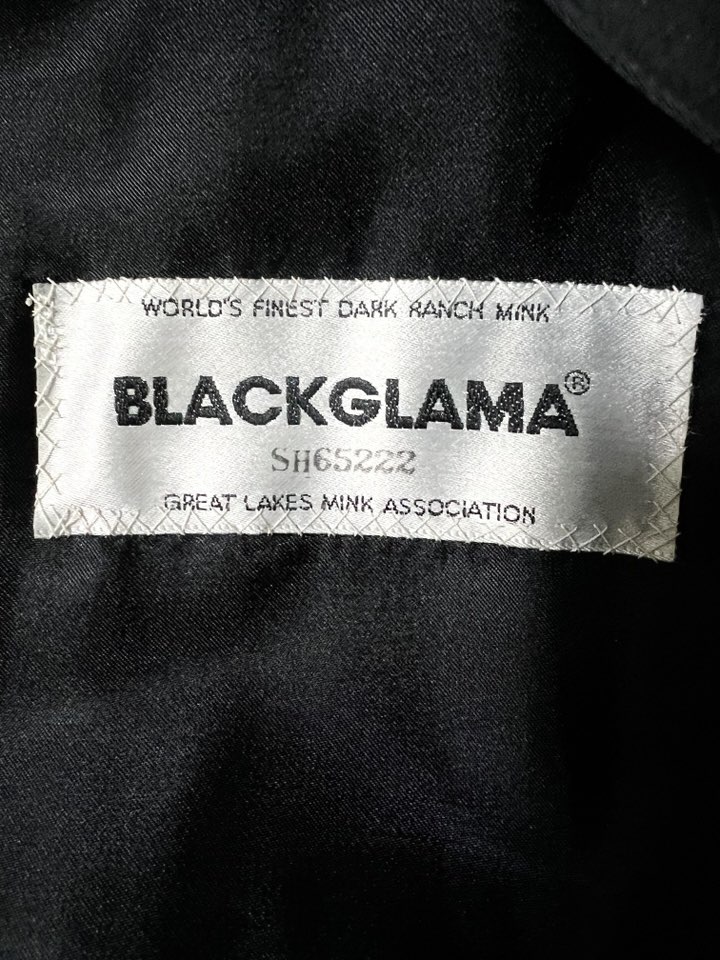 WORLD'S FINEST DARK RANCH MINK
BLACKGLAMA®
SH65222
GREAT LAKES MINK ASSOCIATION